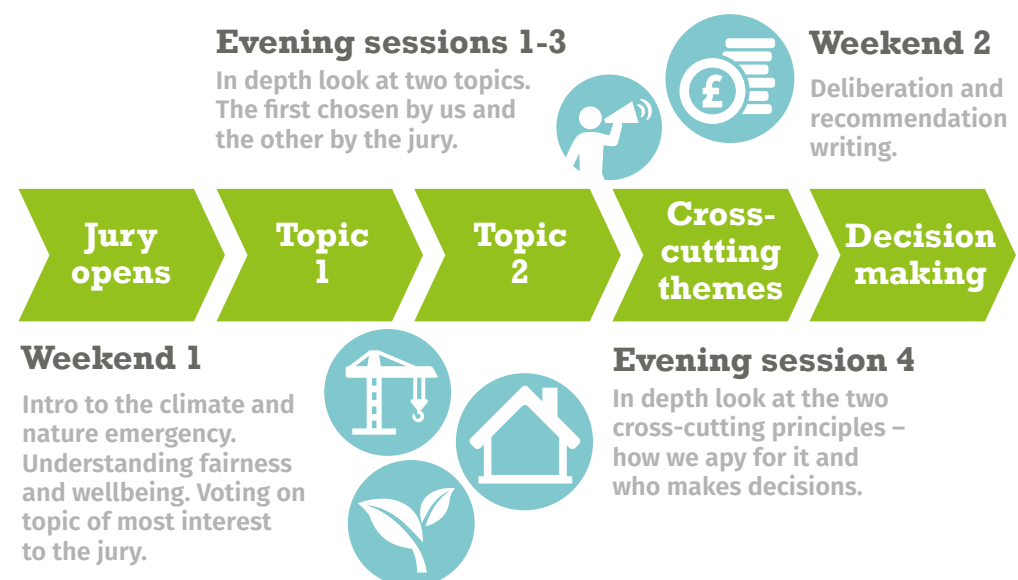 Evening sessions 1-3
In depth look at two topics.
The first chosen by us and
the other by the jury.
£
Weekend 2
Deliberation and
recommendation
writing.
Jury
opens
Topic
1
Topic
2
Cross-
cutting
themes
Decision
making
Weekend 1
Intro to the climate and
nature emergency.
Understanding fairness
and wellbeing. Voting on
topic of most interest
to the jury.
Evening session 4
In depth look at the two
cross-cutting principles –
how we apy for it and
who makes decisions.